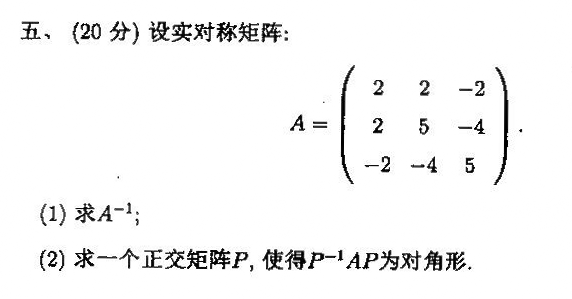 五、 (20 分) 设实对称矩阵:
A = ( 2 2 −2
2 5 −4
−2 −4 5 ) .
(1) 求A⁻¹;
(2) 求一个正交矩阵P, 使得P⁻¹AP为对角形.